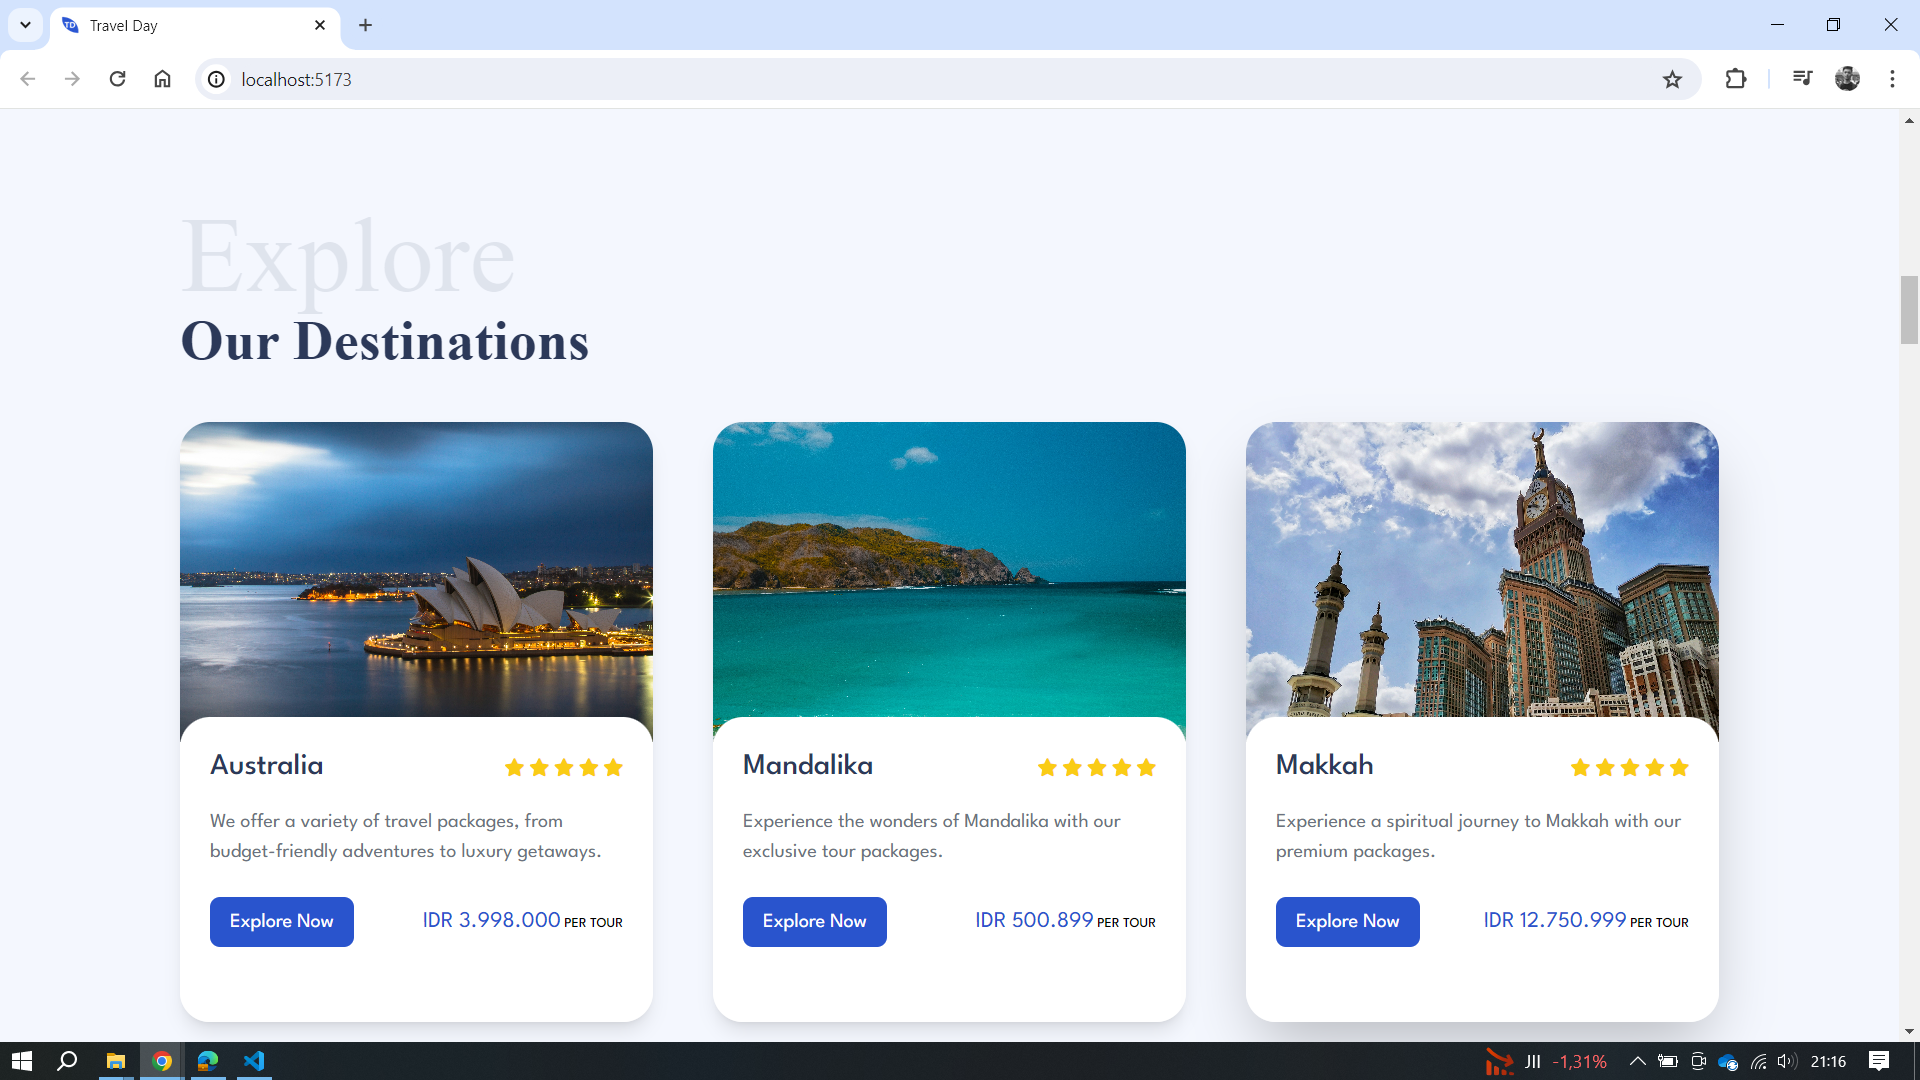 Travel Day
localhost:5173
Explore
Our Destinations
Australia
We offer a variety of travel packages, from
budget-friendly adventures to luxury getaways.
Explore Now
IDR 3.998.000 PER TOUR
Mandalika
Experience the wonders of Mandalika with our
exclusive tour packages.
Explore Now
IDR 500.899 PER TOUR
Makkah
Experience a spiritual journey to Makkah with our
premium packages.
Explore Now
IDR 12.750.999 PER TOUR
JII -1,31%
21:16